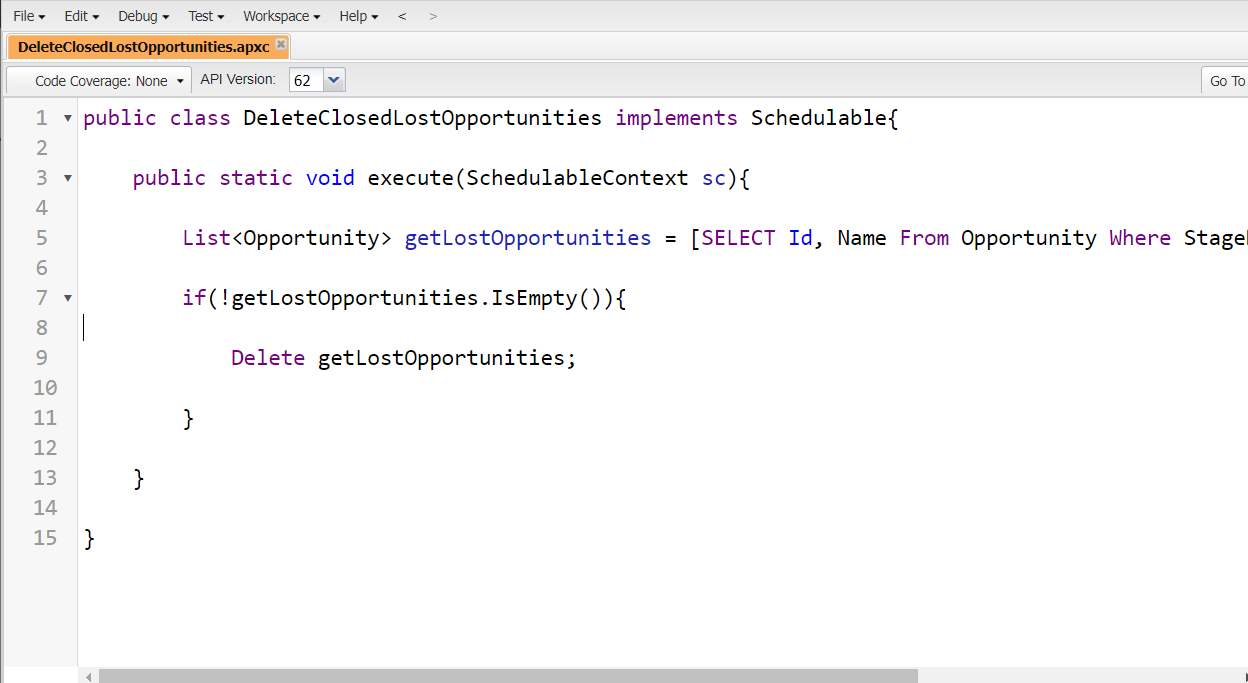 File Edit Debug Test Workspace Help < >
DeleteClosedLostOpportunities.apxc
Code Coverage: None API Version: 62 Go To
1 public class DeleteClosedLostOpportunities implements Schedulable{
2
3 public static void execute(SchedulableContext sc){
4
5 List<Opportunity> getLostOpportunities = [SELECT Id, Name From Opportunity Where Stage
6
7 if(!getLostOpportunities.IsEmpty()){
8
9 Delete getLostOpportunities;
10
11 }
12
13 }
14
15 }